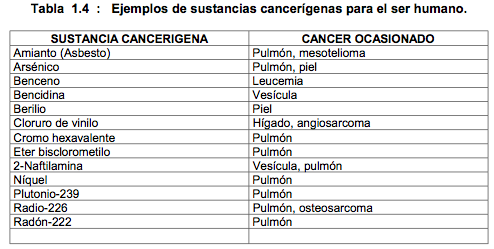 Tabla 1.4 : Ejemplos de sustancias cancerígenas para el ser humano.
SUSTANCIA CANCERIGENA CANCER OCASIONADO
Amianto (Asbesto) Pulmón, mesotelioma
Arsénico Pulmón, piel
Benceno Leucemia
Bencidina Vesícula
Berilio Piel
Cloruro de vinilo Hígado, angiosarcoma
Cromo hexavalente Pulmón
Eter bisclorometilo Pulmón
2-Naftilamina Vesícula, pulmón
Níquel Pulmón
Plutonio-239 Pulmón
Radio-226 Pulmón, osteosarcoma
Radón-222 Pulmón